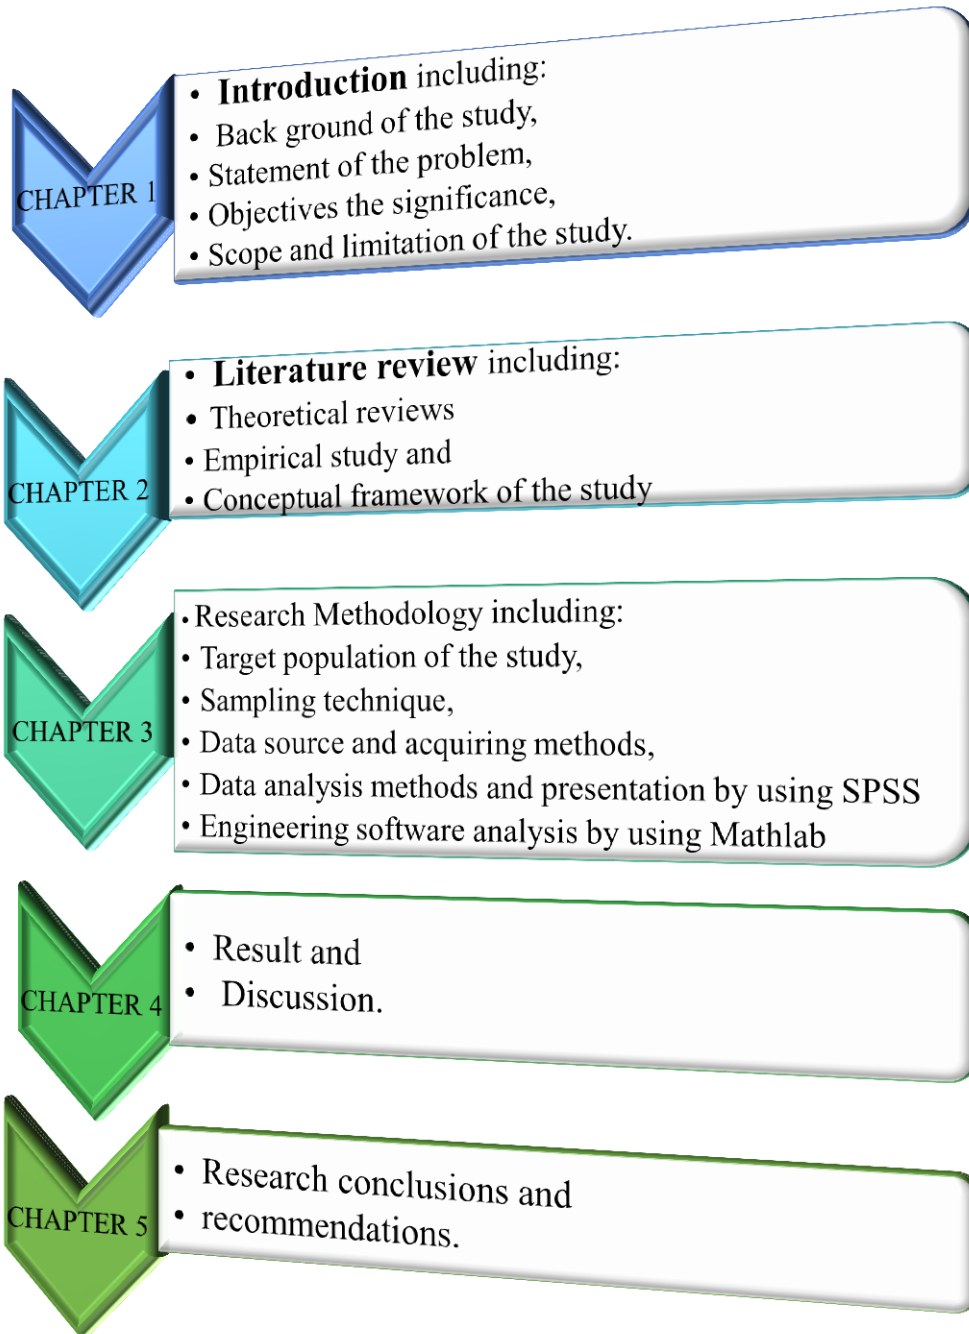 CHAPTER 1
• Introduction including:
• Back ground of the study,
• Statement of the problem,
• Objectives the significance,
• Scope and limitation of the study.
CHAPTER 2
• Literature review including:
• Theoretical reviews
• Empirical study and
• Conceptual framework of the study
CHAPTER 3
• Research Methodology including:
• Target population of the study,
• Sampling technique,
• Data source and acquiring methods,
• Data analysis methods and presentation by using SPSS
• Engineering software analysis by using Mathlab
CHAPTER 4
• Result and
• Discussion.
CHAPTER 5
• Research conclusions and
• recommendations.